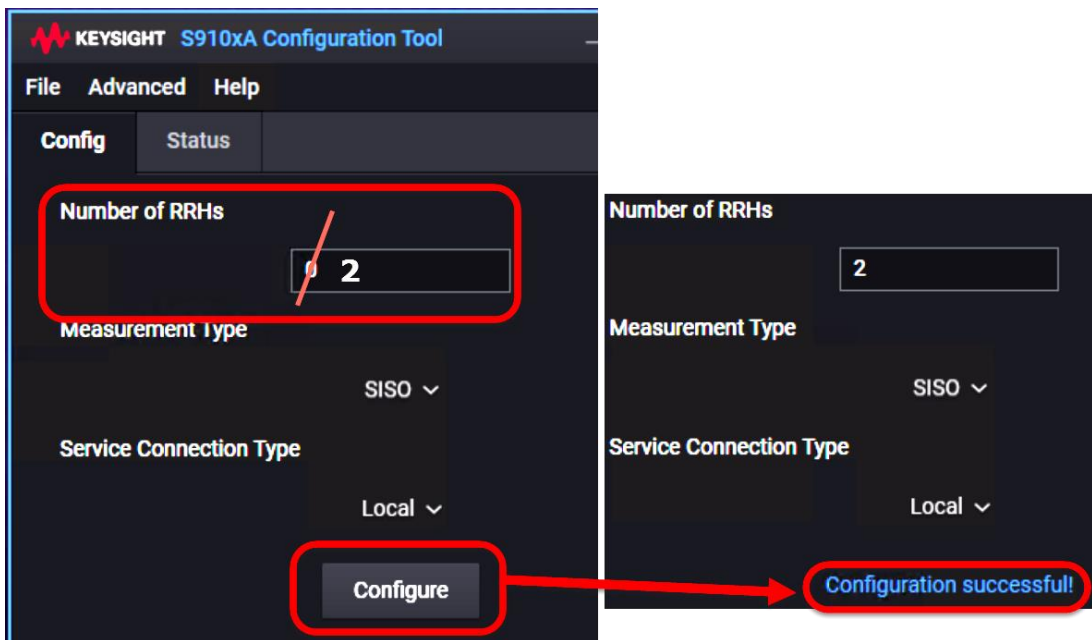 KEYSIGHT S910xA Configuration Tool
File Advanced Help
Config Status
Number of RRHs
0 2
Measurement Type
SISO
Service Connection Type
Local
Configure
Number of RRHs
2
Measurement Type
SISO
Service Connection Type
Local
Configuration successful!